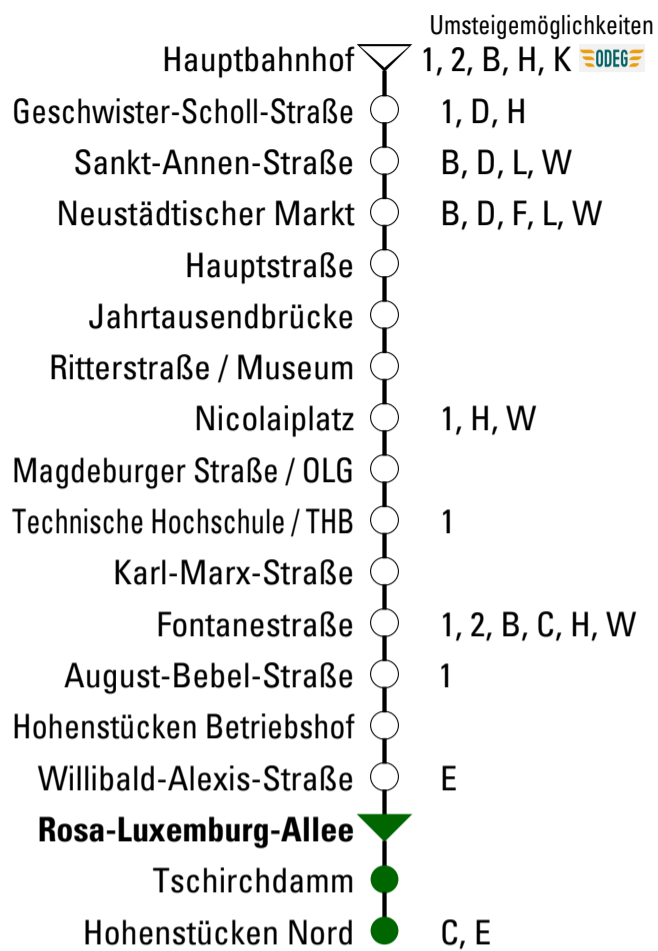 Umsteigemöglichkeiten
Hauptbahnhof 1, 2, B, H, K ODEG
Geschwister-Scholl-Straße 1, D, H
Sankt-Annen-Straße B, D, L, W
Neustädtischer Markt B, D, F, L, W
Hauptstraße
Jahrtausendbrücke
Ritterstraße / Museum
Nicolaiplatz 1, H, W
Magdeburger Straße / OLG
Technische Hochschule / THB 1
Karl-Marx-Straße
Fontanestraße 1, 2, B, C, H, W
August-Bebel-Straße 1
Hohenstücken Betriebshof
Willibald-Alexis-Straße E
Rosa-Luxemburg-Allee
Tschirchdamm
Hohenstücken Nord C, E